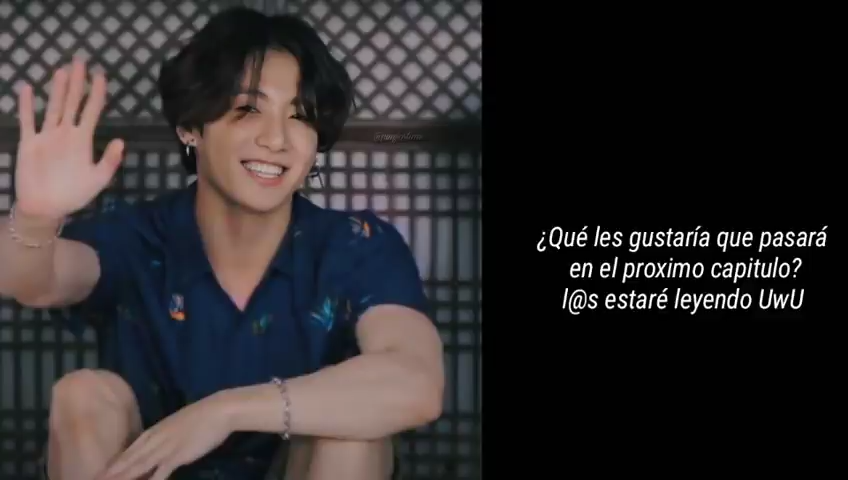 ¿Qué les gustaría que pasará
en el proximo capitulo?
l@s estaré leyendo UwU